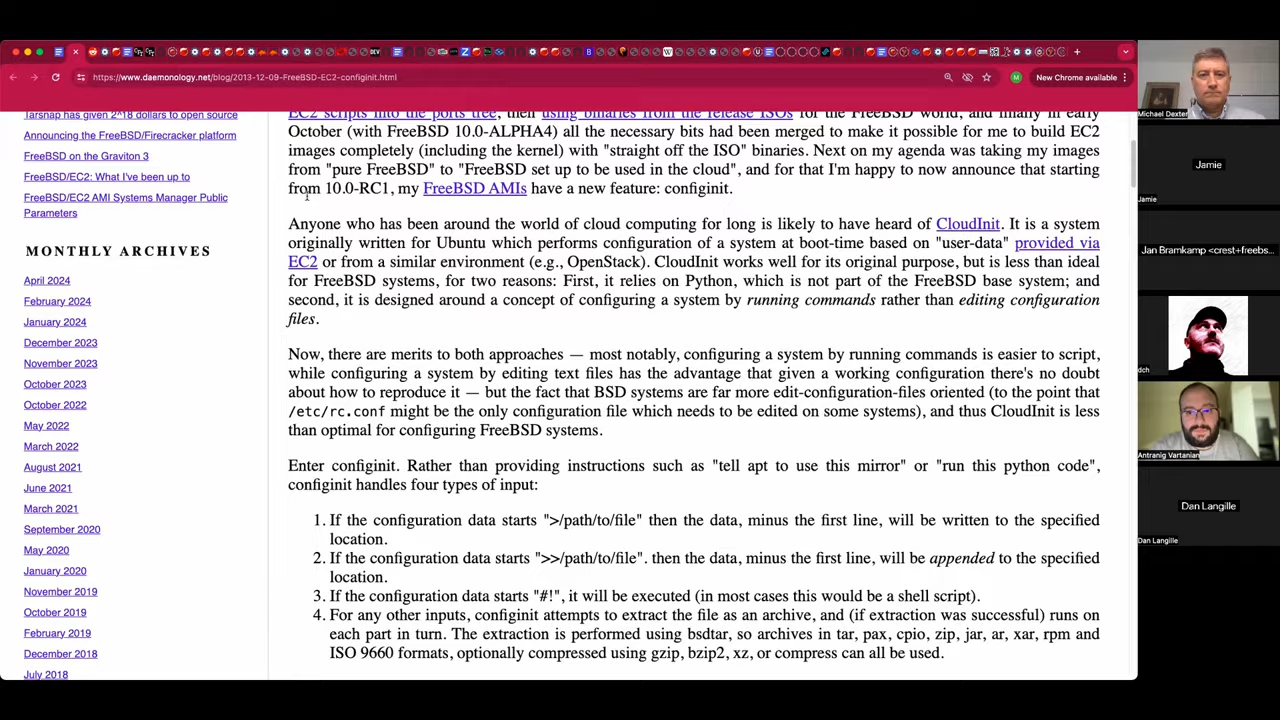 New Chrome available
https://www.daemonology.net/blog/2013-12-09-FreeBSD-EC2-configinit.html
Tarsnap has given 2^18 dollars to open source
Announcing the FreeBSD/Firecracker platform
FreeBSD on the Graviton 3
FreeBSD/EC2: What I've been up to
FreeBSD/EC2 AMI Systems Manager Public
Parameters
MONTHLY ARCHIVES
April 2024
February 2024
January 2024
December 2023
November 2023
October 2023
October 2022
May 2022
March 2022
August 2021
June 2021
March 2021
September 2020
May 2020
January 2020
November 2019
October 2019
February 2019
December 2018
July 2018
EC2 scripts into the ports tree, then using binaries from the release ISOs for the FreeBSD world, and finally in early
October (with FreeBSD 10.0-ALPHA4) all the necessary bits had been merged to make it possible for me to build EC2
images completely (including the kernel) with "straight off the ISO" binaries. Next on my agenda was taking my images
from "pure FreeBSD" to "FreeBSD set up to be used in the cloud", and for that I'm happy to now announce that starting
from 10.0-RC1, my FreeBSD AMIs have a new feature: configinit.
Anyone who has been around the world of cloud computing for long is likely to have heard of CloudInit. It is a system
originally written for Ubuntu which performs configuration of a system at boot-time based on "user-data" provided via
EC2 or from a similar environment (e.g., OpenStack). CloudInit works well for its original purpose, but is less than ideal
for FreeBSD systems, for two reasons: First, it relies on Python, which is not part of the FreeBSD base system; and
second, it is designed around a concept of configuring a system by running commands rather than editing configuration
files.
Now, there are merits to both approaches — most notably, configuring a system by running commands is easier to script,
while configuring a system by editing text files has the advantage that given a working configuration there's no doubt
about how to reproduce it — but the fact that BSD systems are far more edit-configuration-files oriented (to the point that
/etc/rc.conf might be the only configuration file which needs to be edited on some systems), and thus CloudInit is less
than optimal for configuring FreeBSD systems.
Enter configinit. Rather than providing instructions such as "tell apt to use this mirror" or "run this python code",
configinit handles four types of input:
1. If the configuration data starts ">/path/to/file" then the data, minus the first line, will be written to the specified
location.
2. If the configuration data starts ">>/path/to/file". then the data, minus the first line, will be appended to the specified
location.
3. If the configuration data starts "#!", it will be executed (in most cases this would be a shell script).
4. For any other inputs, configinit attempts to extract the file as an archive, and (if extraction was successful) runs on
each part in turn. The extraction is performed using bsdtar, so archives in tar, pax, cpio, zip, jar, ar, xar, rpm and
ISO 9660 formats, optionally compressed using gzip, bzip2, xz, or compress can all be used.
Michael Dexter
Jamie
Jamie
Jan Bramkamp <crest+freebs
dch
Antranig Vartanian
Dan Langille
Dan Langille